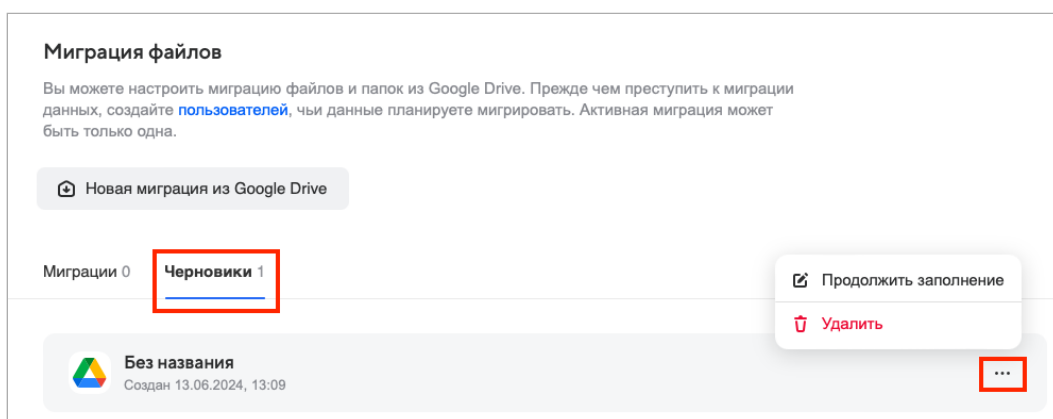 Миграция файлов
Вы можете настроить миграцию файлов и папок из Google Drive. Прежде чем преступить к миграции
данных, создайте пользователей, чьи данные планируете мигрировать. Активная миграция может
быть только одна.
Новая миграция из Google Drive
Миграции 0
Черновики 1
Продолжить заполнение
Удалить
Без названия
Создан 13.06.2024, 13:09